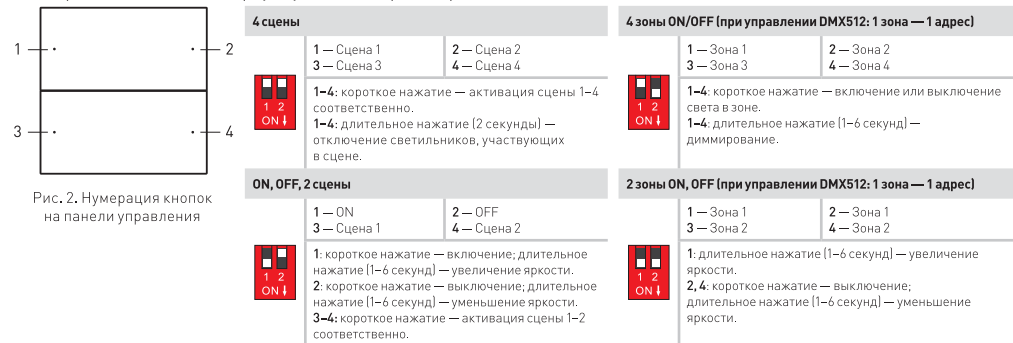 1
2
3
4
Рис. 2. Нумерация кнопок
на панели управления
4 сцены
1 2
ON
1 — Сцена 1
2 — Сцена 2
3 — Сцена 3
4 — Сцена 4
1–4: короткое нажатие — активация сцены 1–4
соответственно.
1–4: длительное нажатие (2 секунды) —
отключение светильников, участвующих
в сцене.
4 зоны ON/OFF (при управлении DMX512: 1 зона — 1 адрес)
1 2
ON
1 — Зона 1
2 — Зона 2
3 — Зона 3
4 — Зона 4
1–4: короткое нажатие — включение или выключение
света в зоне.
1–4: длительное нажатие (1–6 секунд) —
диммирование.
ON, OFF, 2 сцены
1 2
ON
1 — ON
2 — OFF
3 — Сцена 1
4 — Сцена 2
1: короткое нажатие — включение; длительное
нажатие (1–6 секунд) — увеличение яркости.
2: короткое нажатие — выключение; длительное
нажатие (1–6 секунд) — уменьшение яркости.
3–4: короткое нажатие — активация сцены 1–2
соответственно.
2 зоны ON, OFF (при управлении DMX512: 1 зона — 1 адрес)
1 2
ON
1 — Зона 1
2 — Зона 1
3 — Зона 2
4 — Зона 2
1: длительное нажатие (1–6 секунд) — увеличение
яркости.
2, 4: короткое нажатие — выключение;
длительное нажатие (1–6 секунд) — уменьшение
яркости.